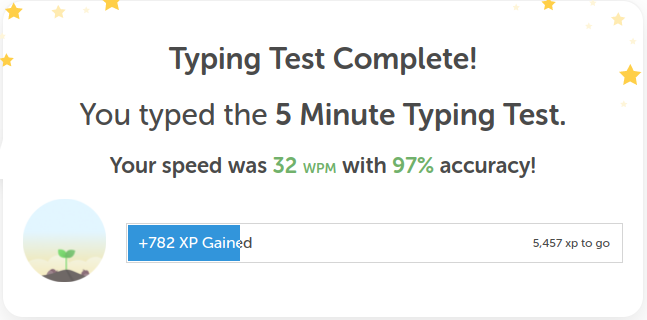 Typing Test Complete!
You typed the 5 Minute Typing Test.
Your speed was 32 WPM with 97% accuracy!
+782 XP Gained
5,457 xp to go